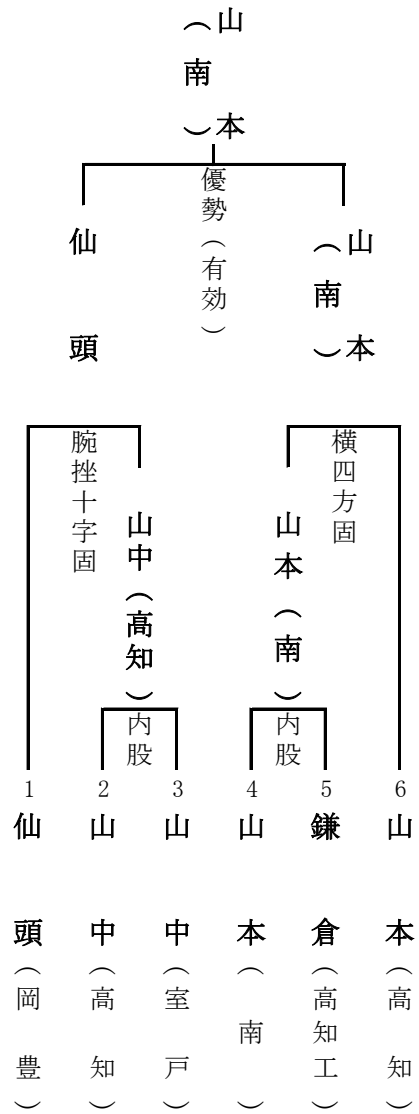 山本（南）
優勢（有効）
仙頭
山本（南）
腕挫十字固
横四方固
山中（高知）
山本（南）
内股
内股
1
2
3
4
5
6
仙頭（岡豊）
山中（高知）
山中（室戸）
山本（南）
鎌倉（高知工）
山本（高知）